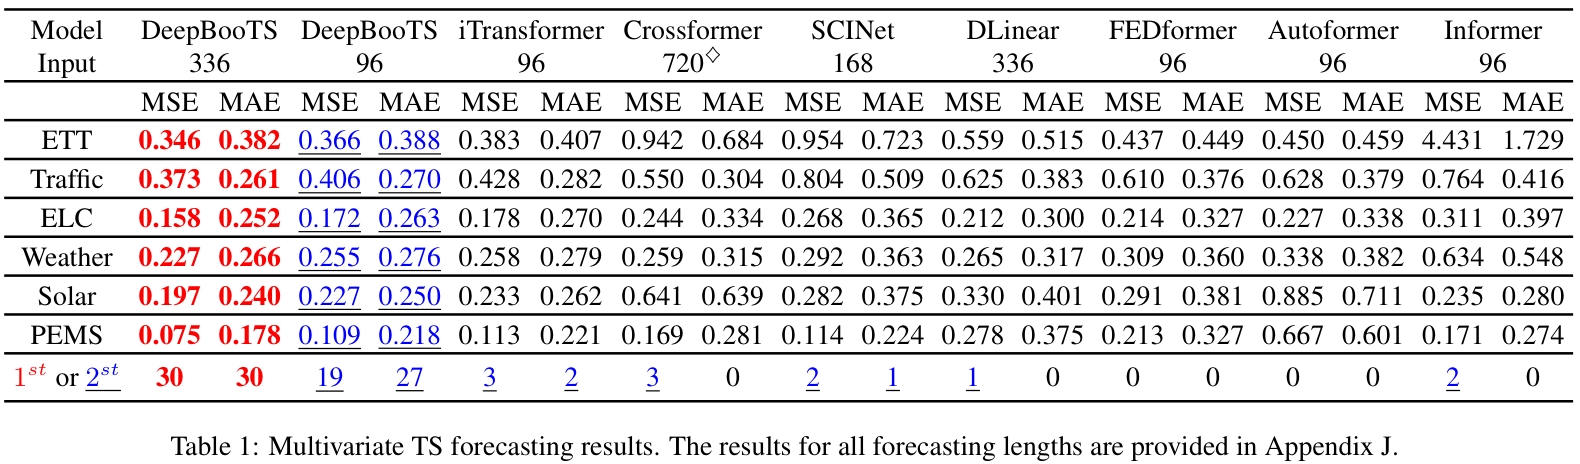 Model DeepBooTS DeepBooTS iTransformer Crossformer SCINet DLinear FEDformer Autoformer Informer
Input 336 96 96 720◇ 168 336 96 96 96
MSE MAE MSE MAE MSE MAE MSE MAE MSE MAE MSE MAE MSE MAE MSE MAE MSE MAE
ETT 0.346 0.382 0.366 0.388 0.383 0.407 0.942 0.684 0.954 0.723 0.559 0.515 0.437 0.449 0.450 0.459 4.431 1.729
Traffic 0.373 0.261 0.406 0.270 0.428 0.282 0.550 0.304 0.804 0.509 0.625 0.383 0.610 0.376 0.628 0.379 0.764 0.416
ELC 0.158 0.252 0.172 0.263 0.178 0.270 0.244 0.334 0.268 0.365 0.212 0.300 0.214 0.327 0.227 0.338 0.311 0.397
Weather 0.227 0.266 0.255 0.276 0.258 0.279 0.259 0.315 0.292 0.363 0.265 0.317 0.309 0.360 0.338 0.382 0.634 0.548
Solar 0.197 0.240 0.227 0.250 0.233 0.262 0.641 0.639 0.282 0.375 0.330 0.401 0.291 0.381 0.885 0.711 0.235 0.280
PEMS 0.075 0.178 0.109 0.218 0.113 0.221 0.169 0.281 0.114 0.224 0.278 0.375 0.213 0.327 0.667 0.601 0.171 0.274
1st or 2st 30 30 19 27 3 2 3 0 2 1 1 0 0 0 0 0 2 0
Table 1: Multivariate TS forecasting results. The results for all forecasting lengths are provided in Appendix J.